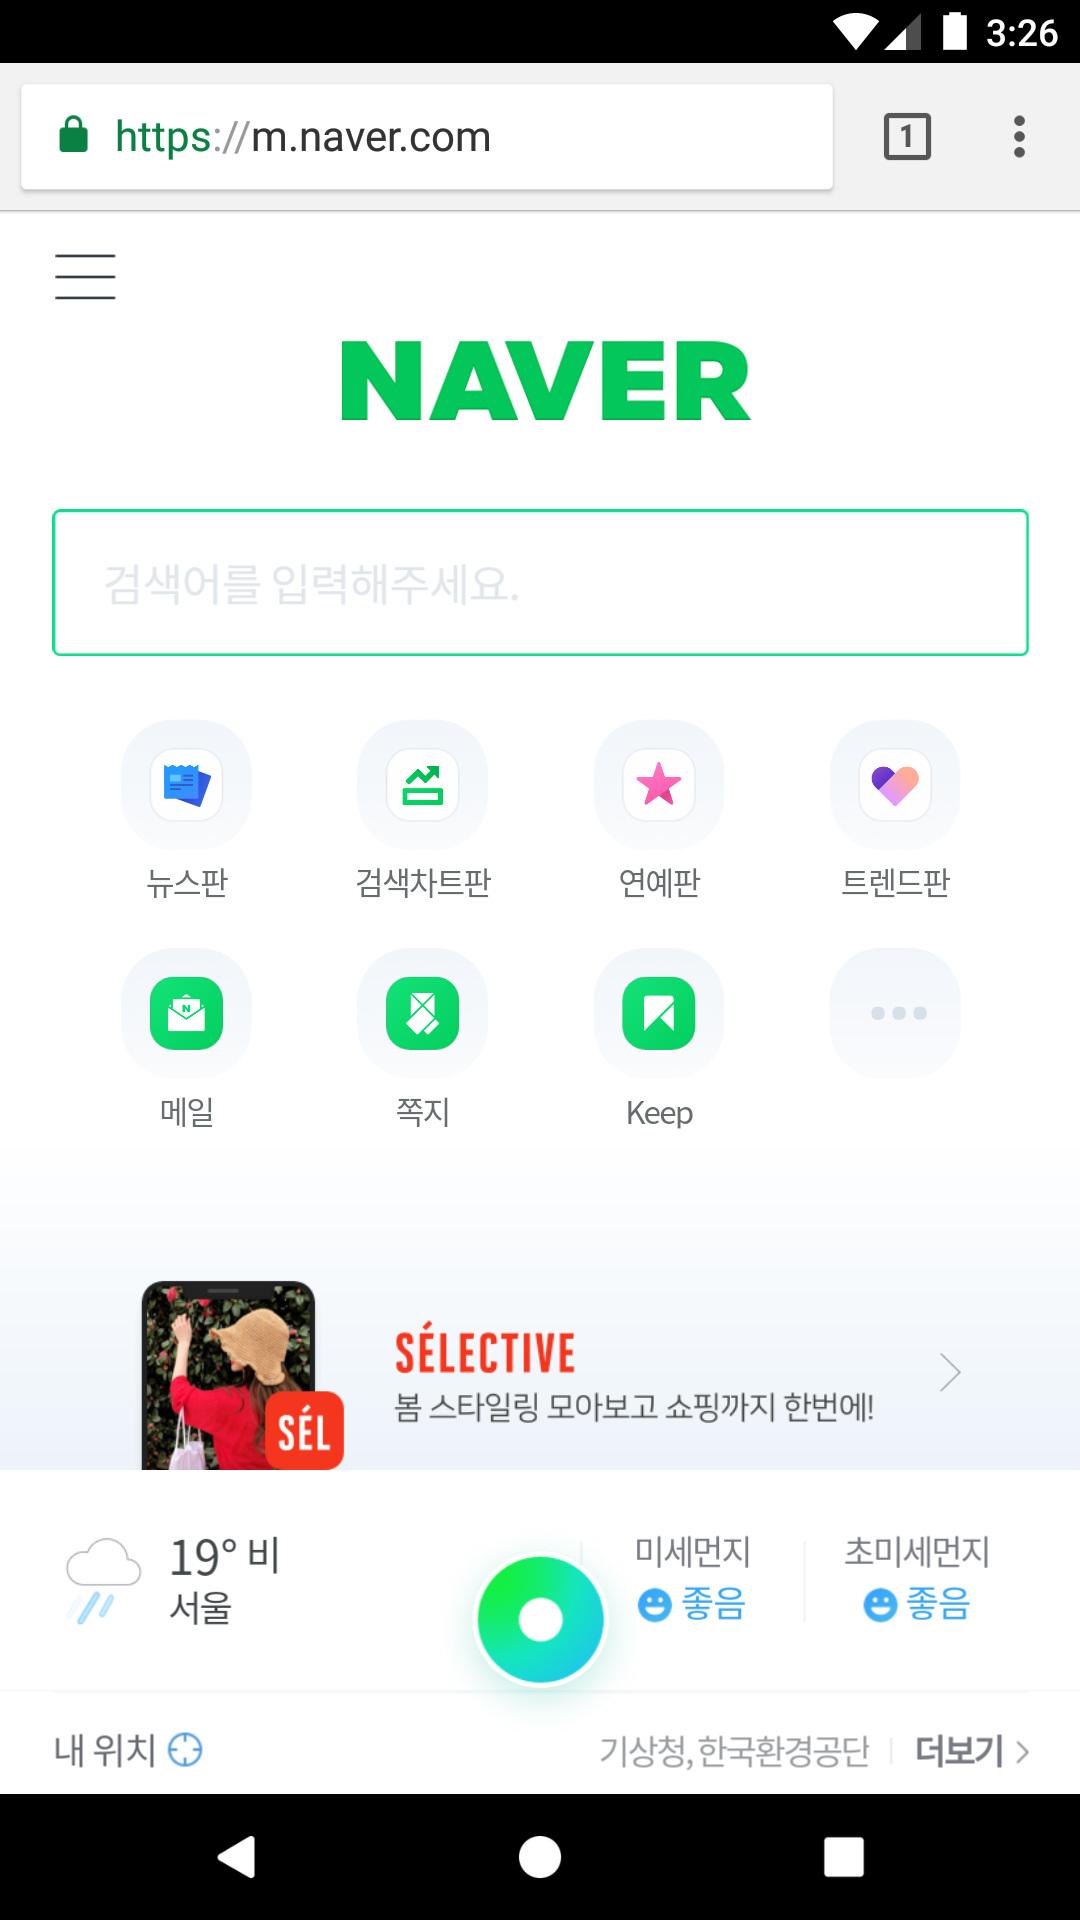 3:26
https://m.naver.com
1
NAVER
검색어를 입력해주세요.
뉴스판 검색차트판 연예판 트렌드판
N
메일 쪽지 Keep
SÉLECTIVE
봄 스타일링 모아보고 쇼핑까지 한번에!
SÉL
19° 비 미세먼지 초미세먼지
서울 좋음 좋음
내 위치 기상청, 한국환경공단 더보기